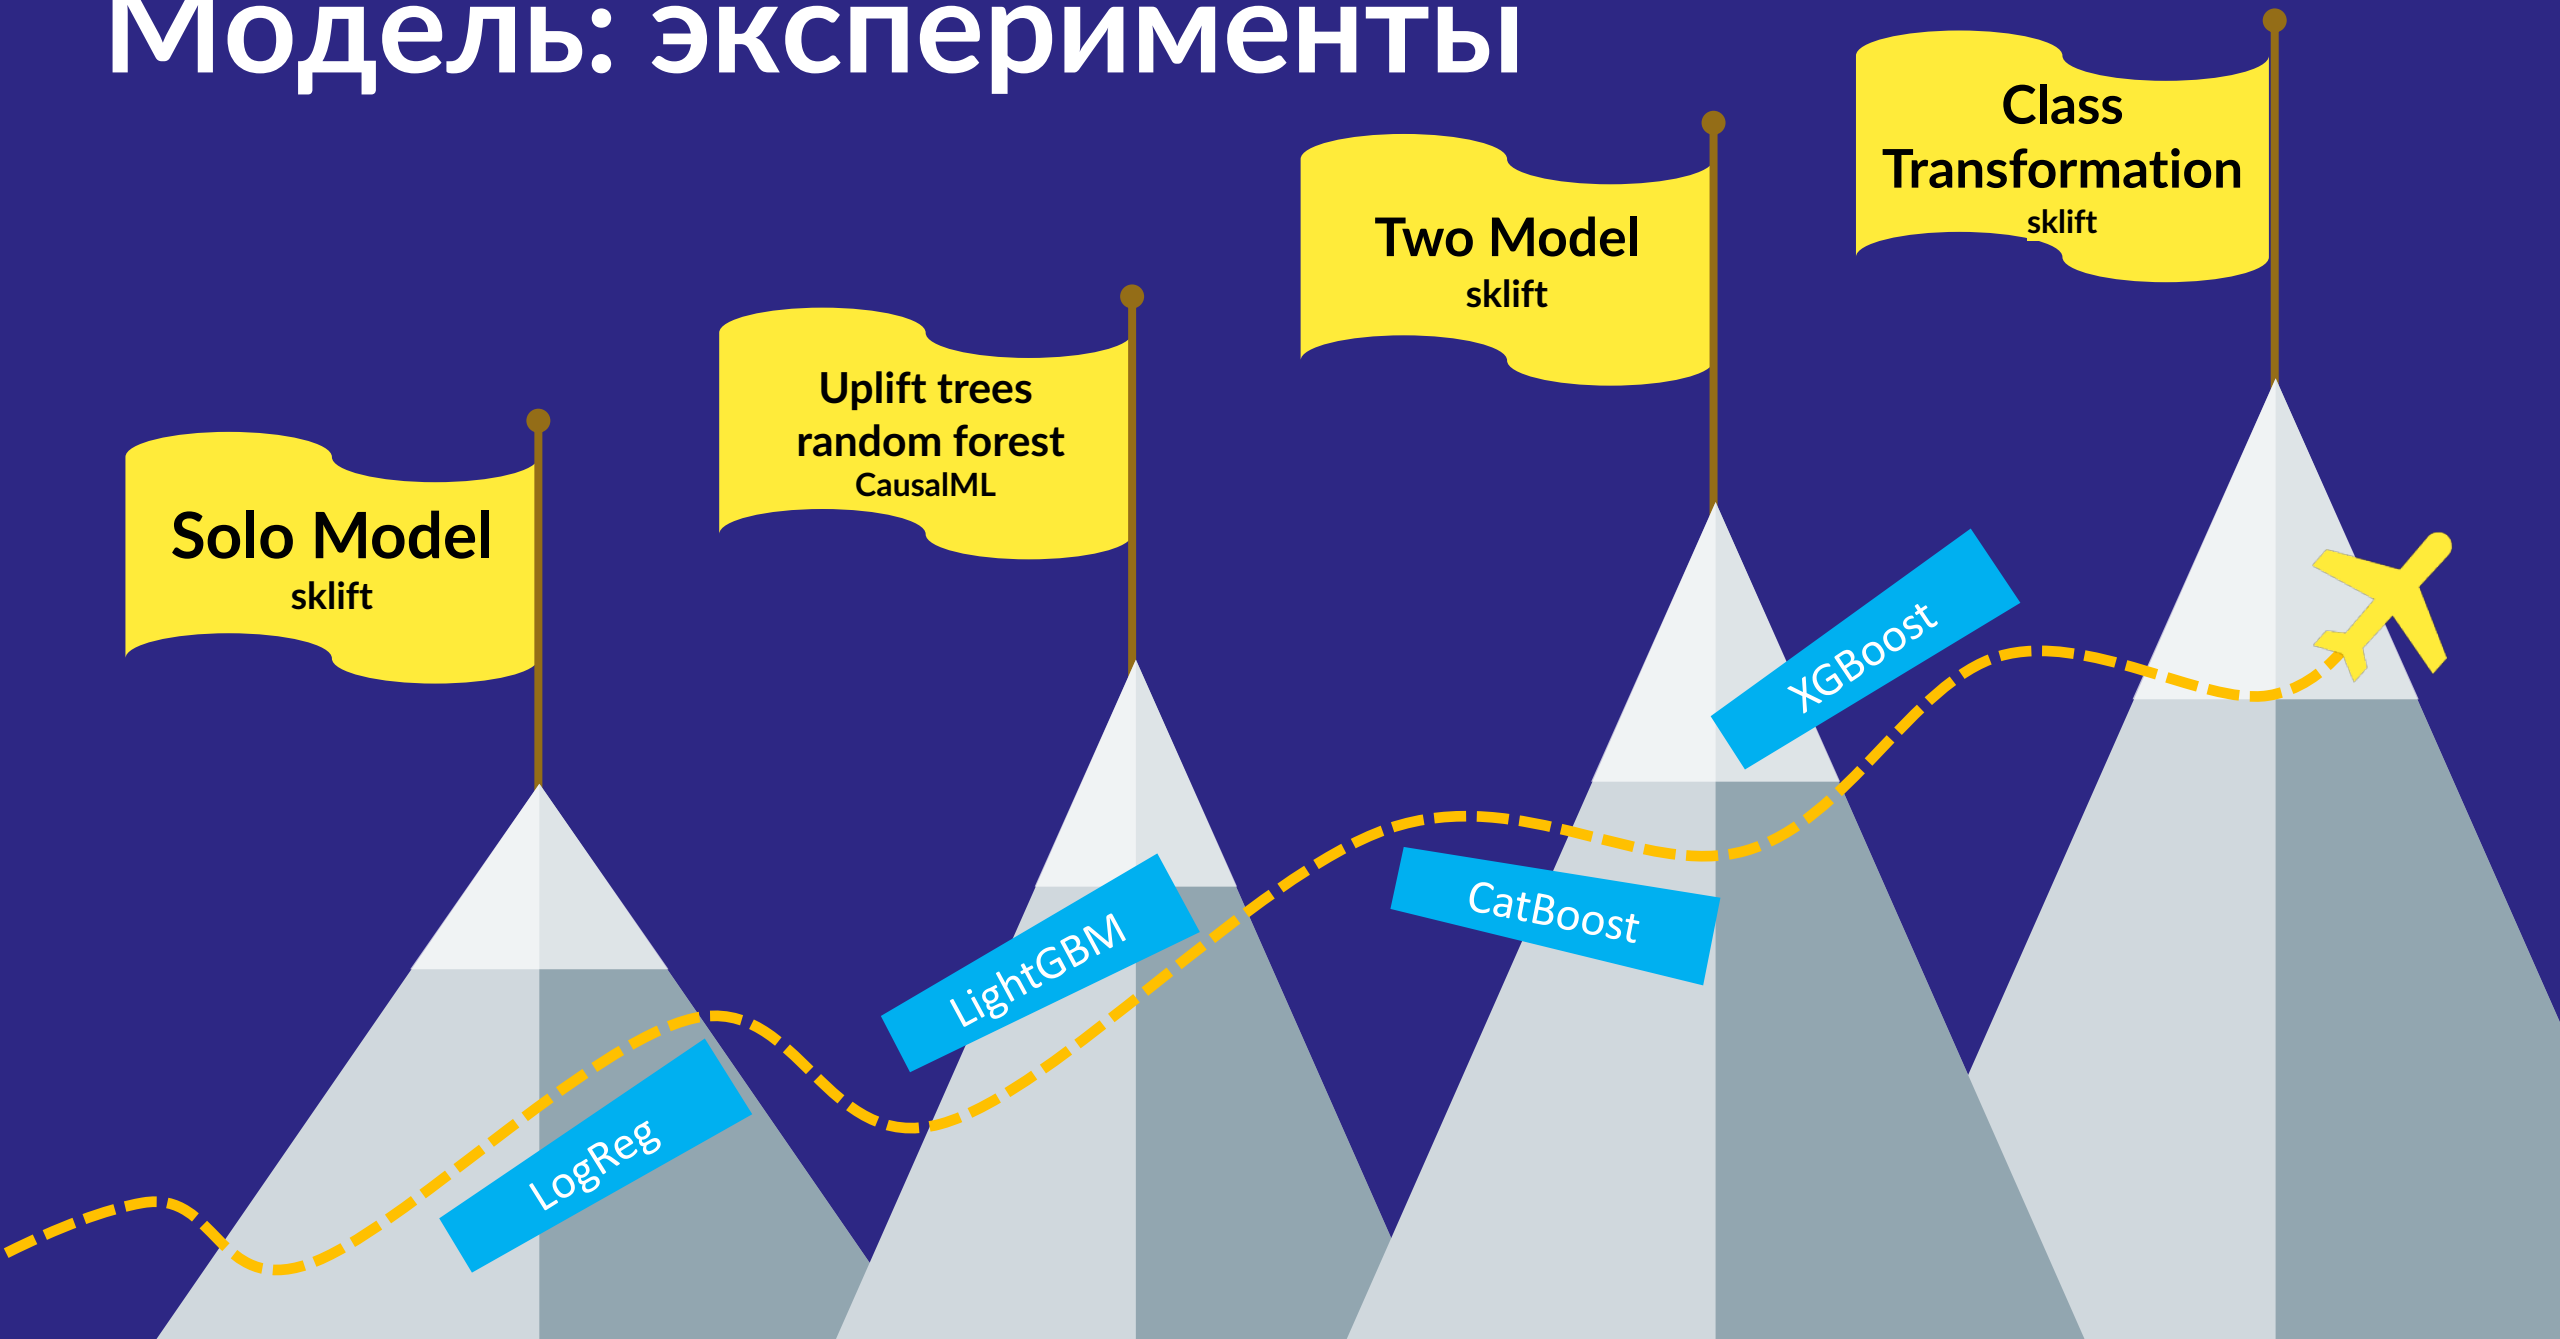 Модель: эксперименты
Class
Transformation
sklift
Two Model
sklift
Uplift trees
random forest
CausalML
Solo Model
sklift
XGBoost
CatBoost
LightGBM
LogReg